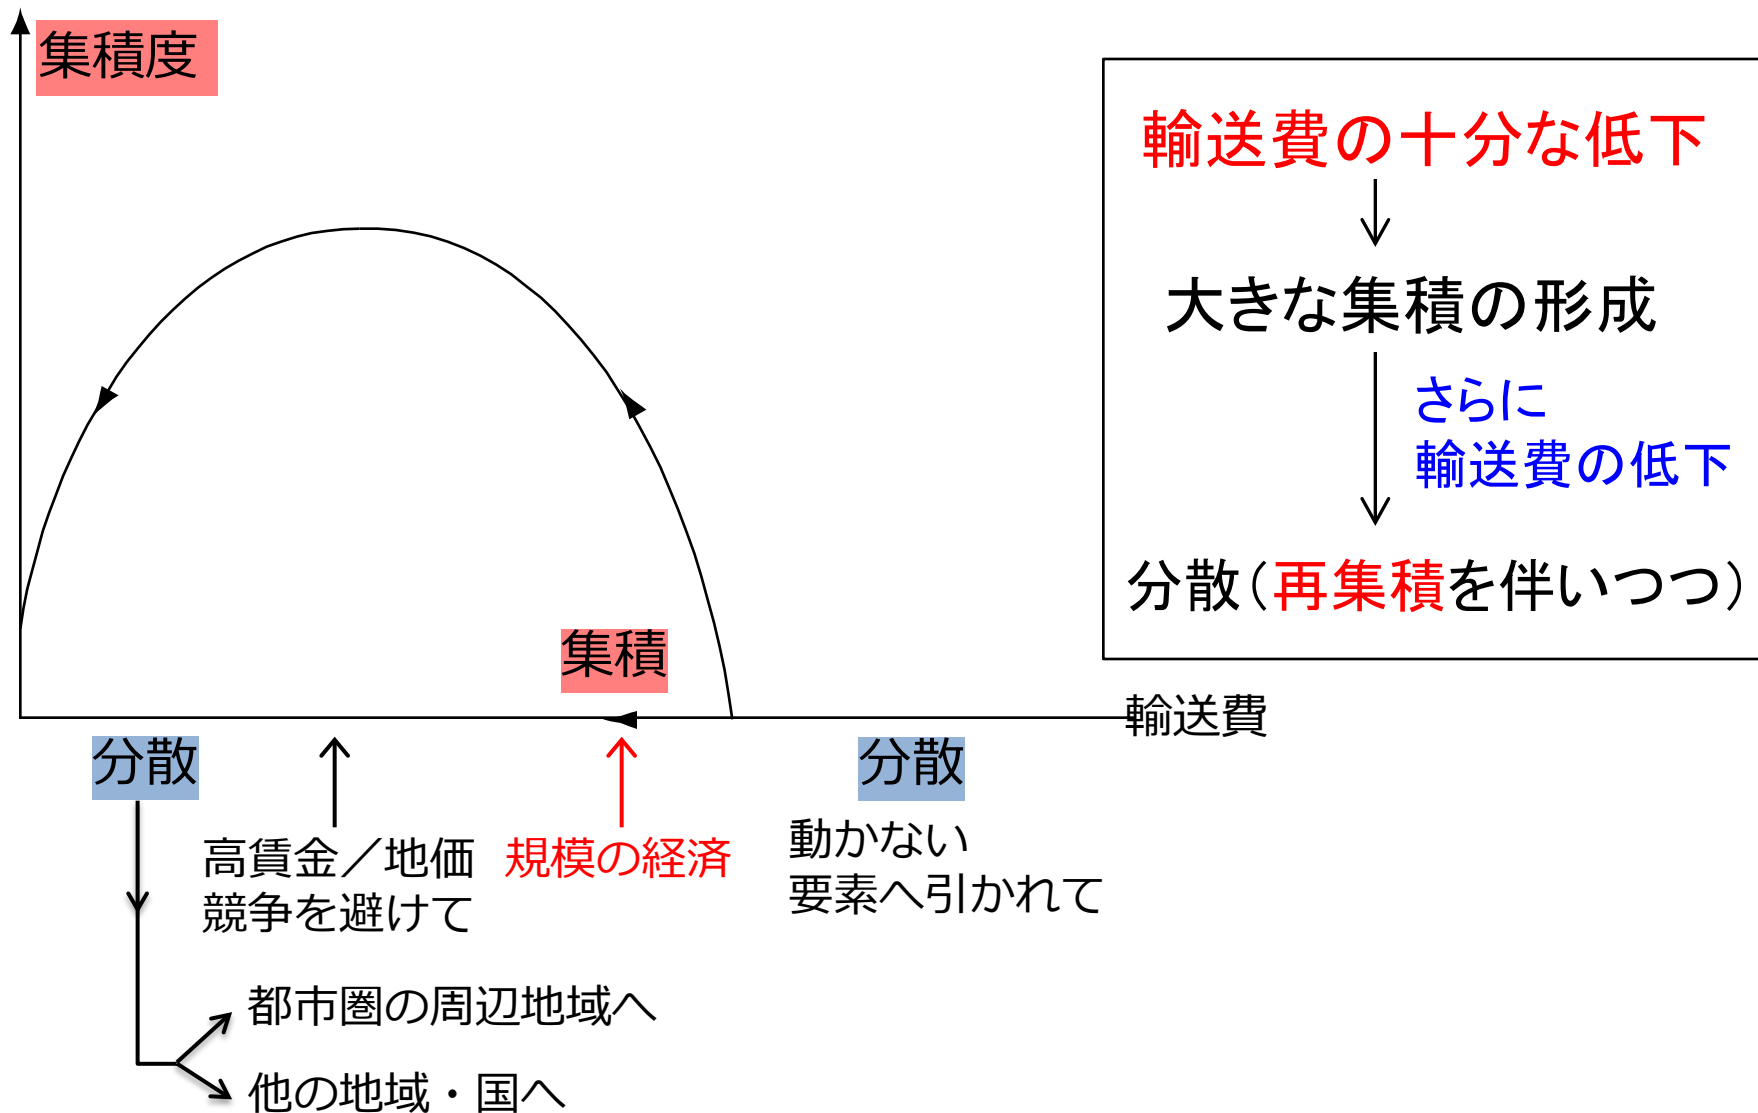 集積度
輸送費の十分な低下
大きな集積の形成
さらに
輸送費の低下
分散(再集積を伴いつつ)
集積
輸送費
分散
分散
高賃金／地価
競争を避けて
規模の経済
動かない
要素へ引かれて
都市圏の周辺地域へ
他の地域・国へ